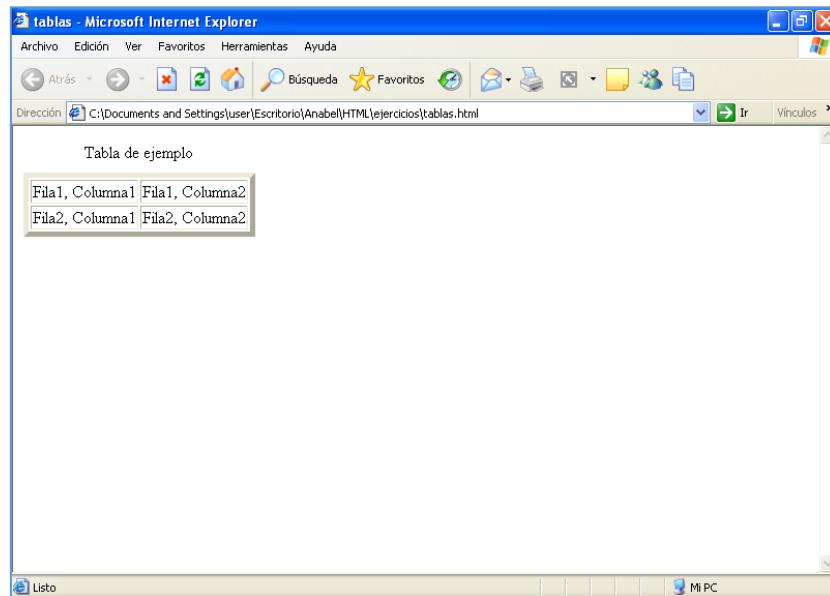 tablas - Microsoft Internet Explorer
Archivo Edición Ver Favoritos Herramientas Ayuda
Atrás Búsqueda Favoritos
Dirección C:\Documents and Settings\user\Escritorio\Anabel\HTML\ejercicios\tablas.html Ir Vínculos »
Tabla de ejemplo
Fila1, Columna1 Fila1, Columna2
Fila2, Columna1 Fila2, Columna2
Listo Mi PC